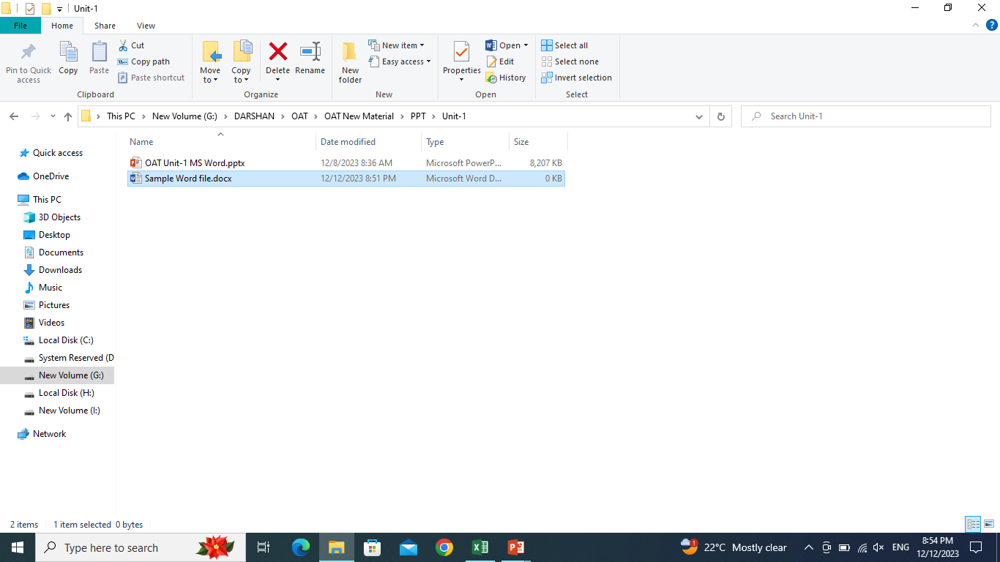 Unit-1
File Home Share View
Pin to Quick access
Copy
Paste
Cut
Copy path
Paste shortcut
Clipboard
Move to
Copy to
Delete
Rename
Organize
New folder
New item
Easy access
New
Properties
Open
Edit
History
Open
Select all
Select none
Invert selection
Select
This PC New Volume (G:) DARSHAN OAT OAT New Material PPT Unit-1
Search Unit-1
Quick access
OneDrive
This PC
3D Objects
Desktop
Documents
Downloads
Music
Pictures
Videos
Local Disk (C:)
System Reserved (D
New Volume (G:)
Local Disk (H:)
New Volume (I:)
Network
Name Date modified Type Size
OAT Unit-1 MS Word.pptx 12/8/2023 8:36 AM Microsoft PowerP... 8,207 KB
Sample Word file.docx 12/12/2023 8:51 PM Microsoft Word D... 0 KB
2 items 1 item selected 0 bytes
Type here to search
1
22°C Mostly clear
ENG
8:54 PM
12/12/2023